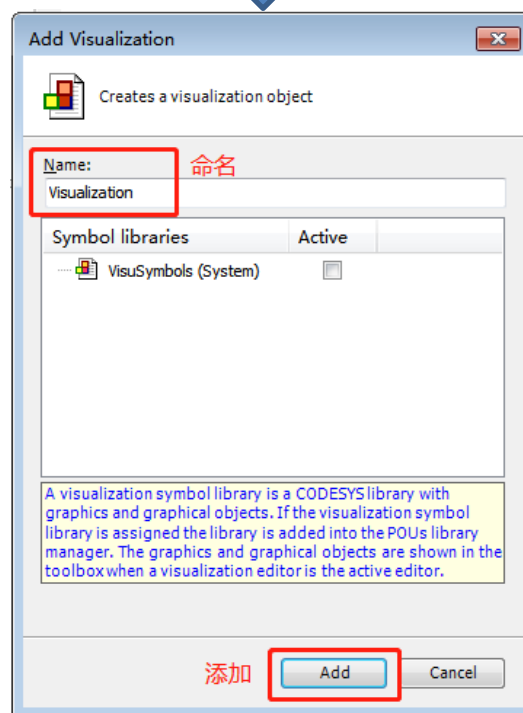 Add Visualization
Creates a visualization object
Name:
命名
Visualization
Symbol libraries Active
VisuSymbols (System)
A visualization symbol library is a CODESYS library with
graphics and graphical objects. If the visualization symbol
library is assigned the library is added into the POUs library
manager. The graphics and graphical objects are shown in the
toolbox when a visualization editor is the active editor.
添加
Add
Cancel